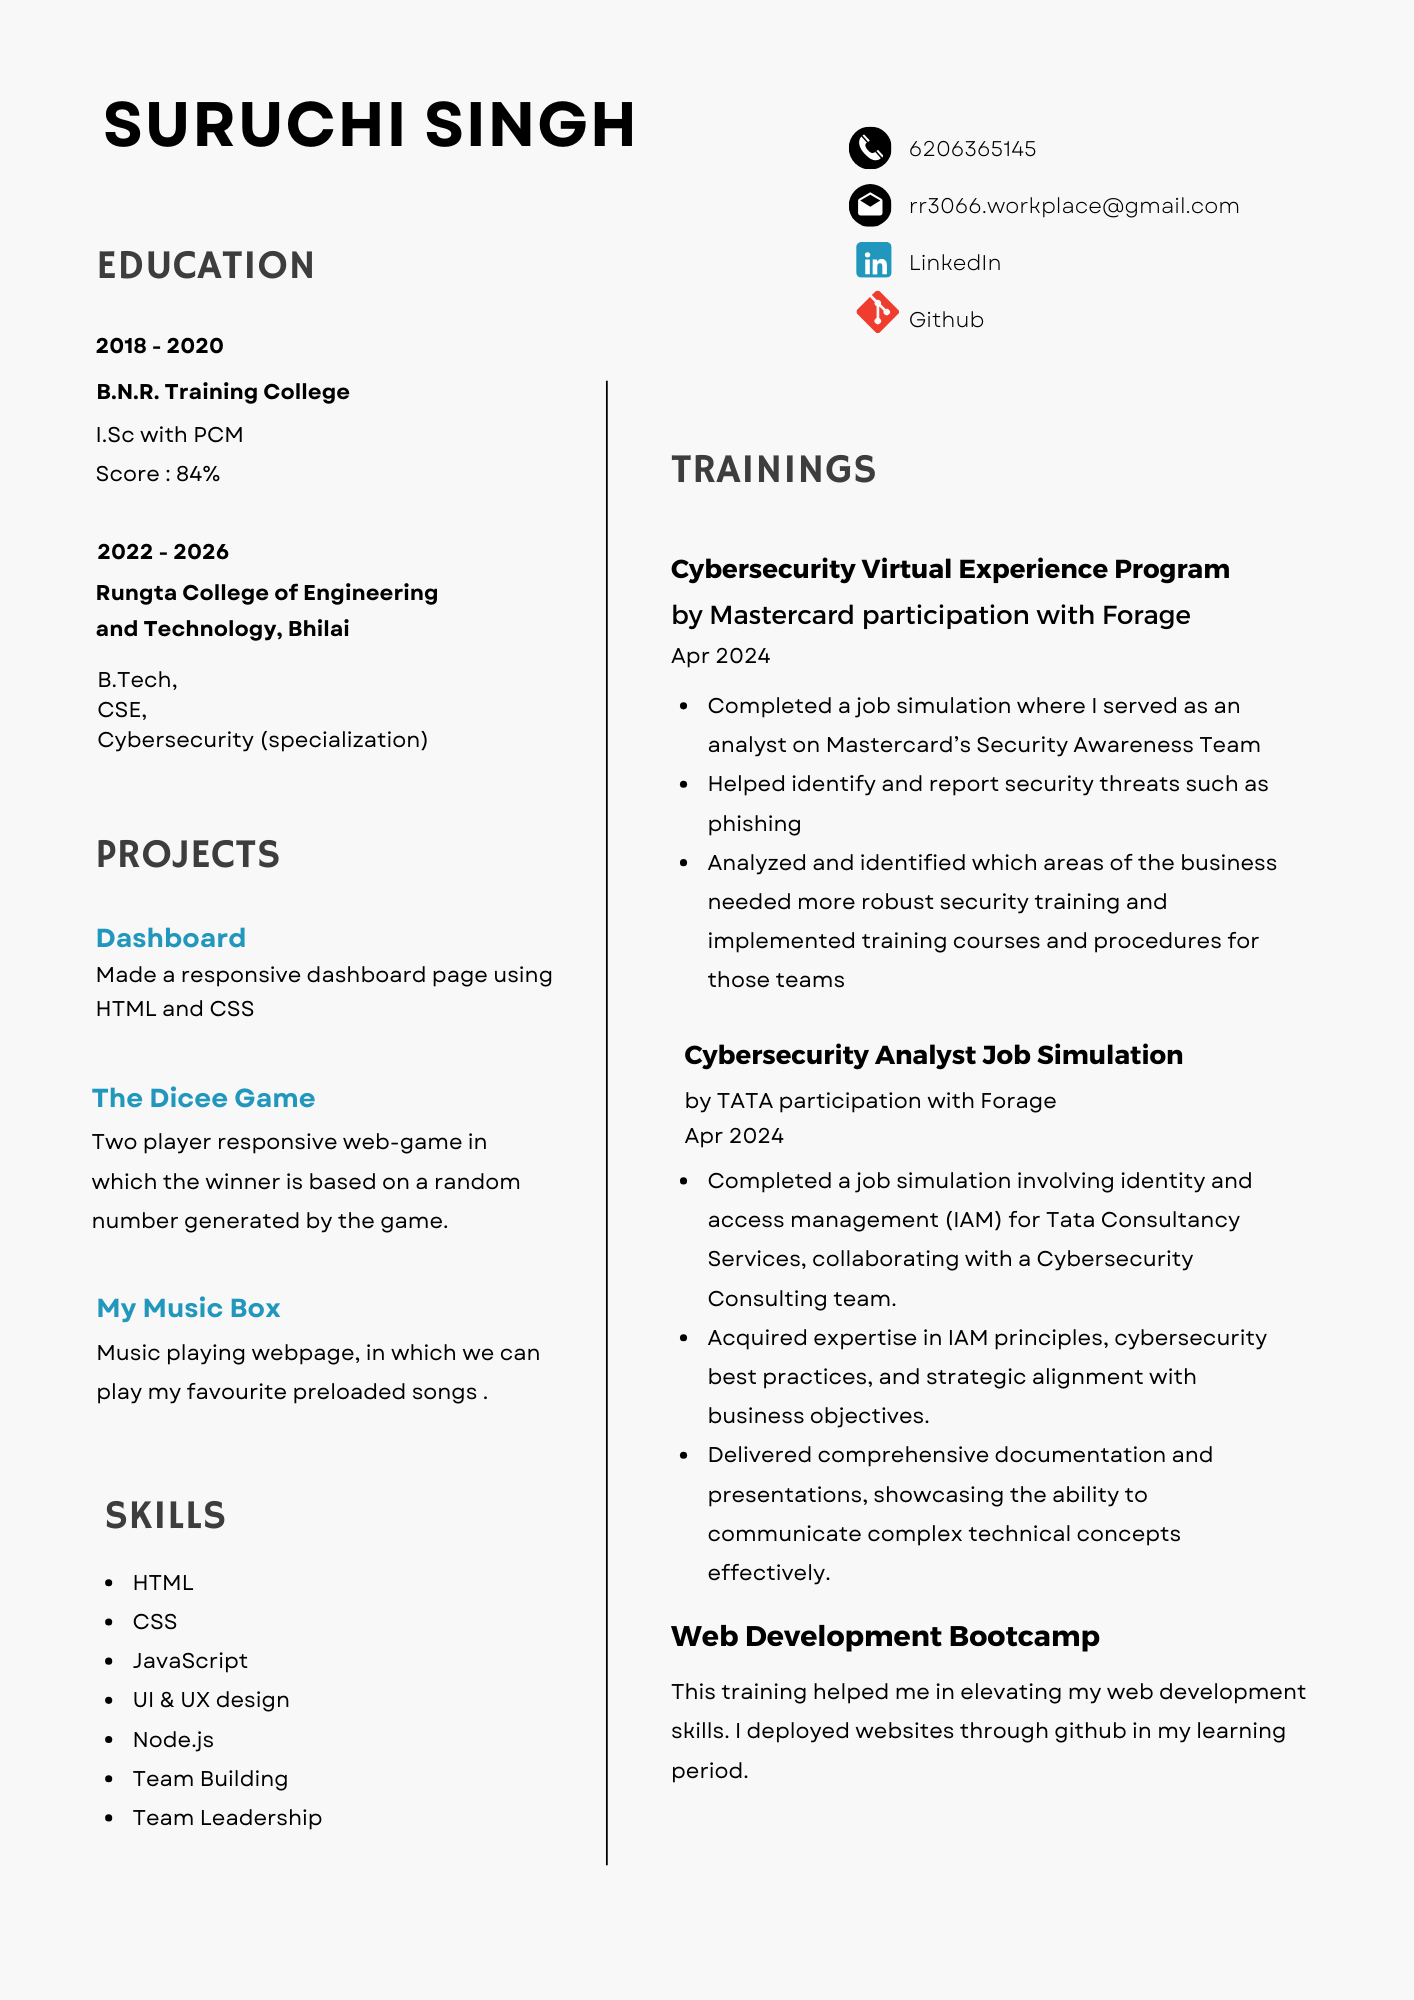 SURUCHI SINGH
6206365145
rr3066.workplace@gmail.com
LinkedIn
Github
EDUCATION
2018 - 2020
B.N.R. Training College
I.Sc with PCM
Score : 84%
2022 - 2026
Rungta College of Engineering
and Technology, Bhilai
B.Tech,
CSE,
Cybersecurity (specialization)
PROJECTS
Dashboard
Made a responsive dashboard page using
HTML and CSS
The Dicee Game
Two player responsive web-game in
which the winner is based on a random
number generated by the game.
My Music Box
Music playing webpage, in which we can
play my favourite preloaded songs .
SKILLS
• HTML
• CSS
• JavaScript
• UI & UX design
• Node.js
• Team Building
• Team Leadership
TRAININGS
Cybersecurity Virtual Experience Program
by Mastercard participation with Forage
Apr 2024
• Completed a job simulation where I served as an
analyst on Mastercard’s Security Awareness Team
• Helped identify and report security threats such as
phishing
• Analyzed and identified which areas of the business
needed more robust security training and
implemented training courses and procedures for
those teams
Cybersecurity Analyst Job Simulation
by TATA participation with Forage
Apr 2024
• Completed a job simulation involving identity and
access management (IAM) for Tata Consultancy
Services, collaborating with a Cybersecurity
Consulting team.
• Acquired expertise in IAM principles, cybersecurity
best practices, and strategic alignment with
business objectives.
• Delivered comprehensive documentation and
presentations, showcasing the ability to
communicate complex technical concepts
effectively.
Web Development Bootcamp
This training helped me in elevating my web development
skills. I deployed websites through github in my learning
period.